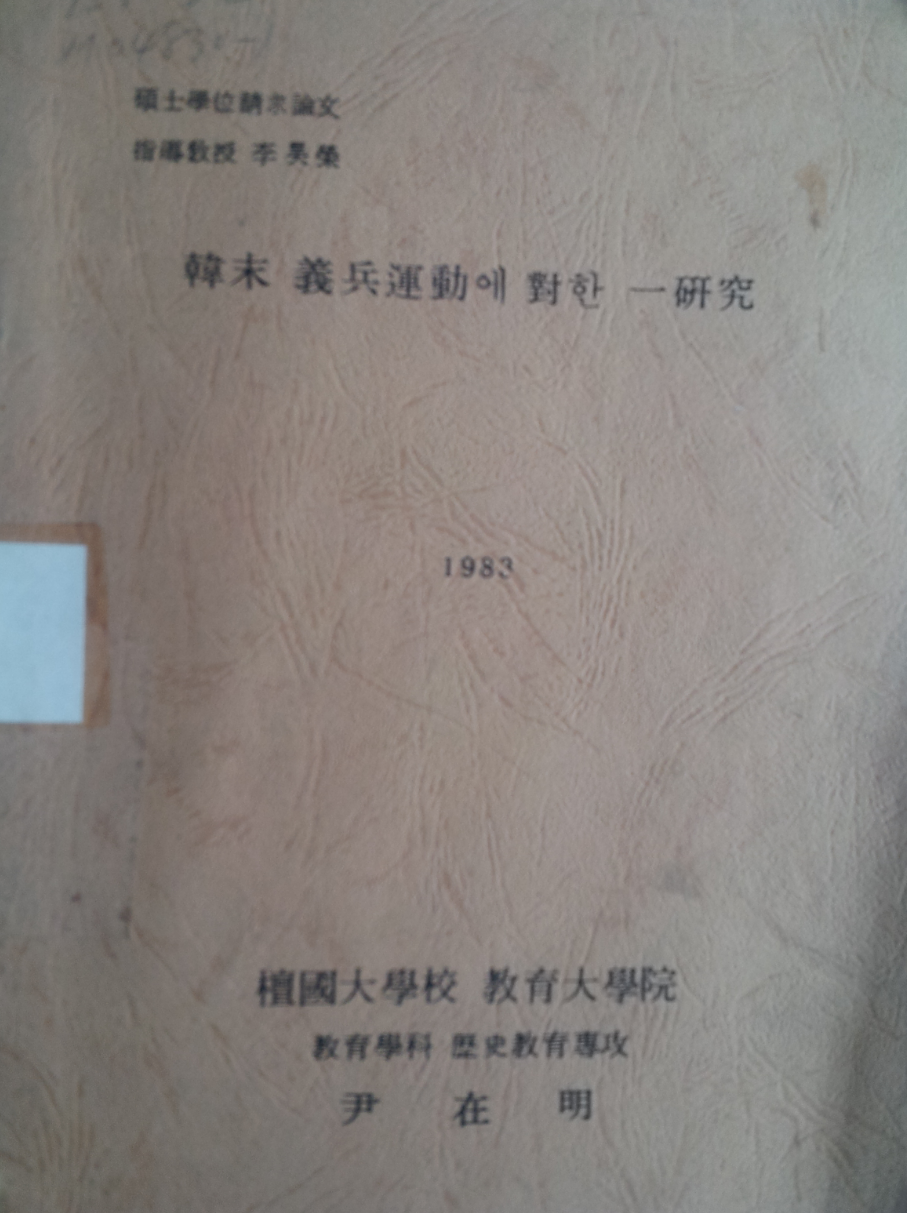 碩士學位請求論文
指導敎授 李昊榮
韓末 義兵運動에 對한 一硏究
1983
檀國大學校 敎育大學院
敎育學科 歷史敎育專攻
尹在明